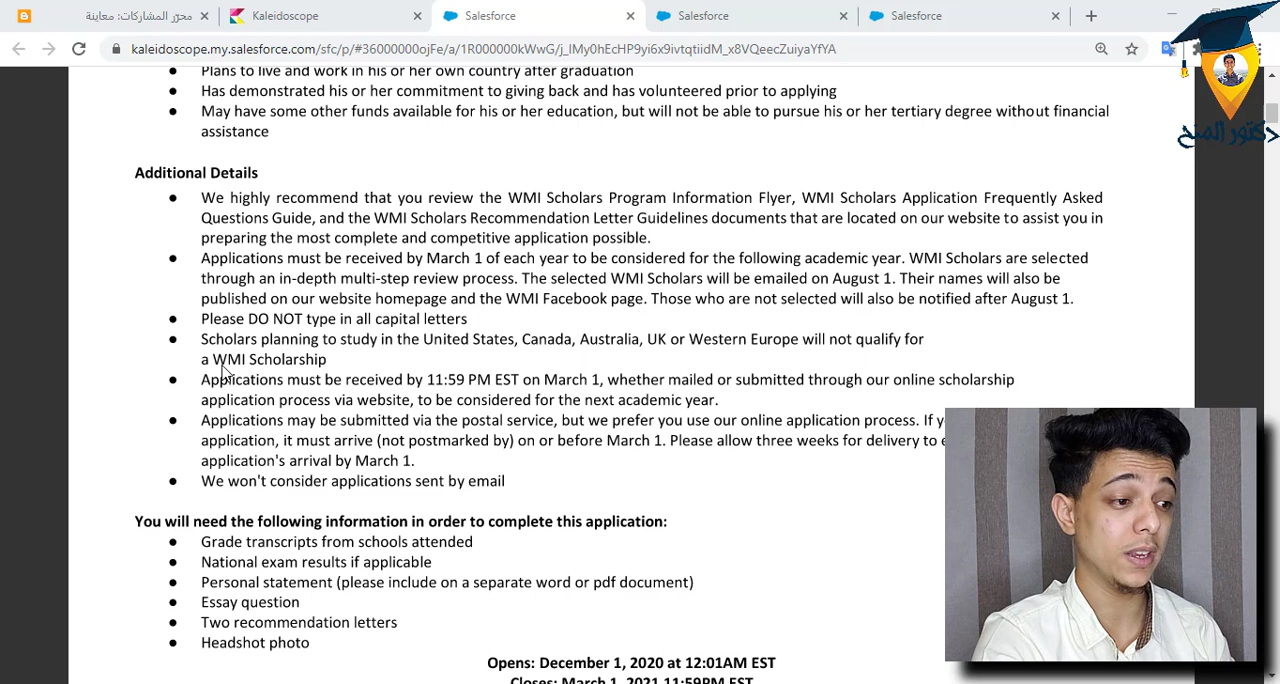 محرّر المشاركات: معاينة
Kaleidoscope
Salesforce
Salesforce
Salesforce
kaleidoscope.my.salesforce.com/sfc/p/#36000000ojFe/a/1R000000kWwG/j_IMy0hEcHP9yi6x9ivtqtiidM_x8VQeecZuiyaYfYA
دكتور المنح
Plans to live and work in his or her own country after graduation
Has demonstrated his or her commitment to giving back and has volunteered prior to applying
May have some other funds available for his or her education, but will not be able to pursue his or her tertiary degree without financial
assistance
Additional Details
We highly recommend that you review the WMI Scholars Program Information Flyer, WMI Scholars Application Frequently Asked
Questions Guide, and the WMI Scholars Recommendation Letter Guidelines documents that are located on our website to assist you in
preparing the most complete and competitive application possible.
Applications must be received by March 1 of each year to be considered for the following academic year. WMI Scholars are selected
through an in-depth multi-step review process. The selected WMI Scholars will be emailed on August 1. Their names will also be
published on our website homepage and the WMI Facebook page. Those who are not selected will also be notified after August 1.
Please DO NOT type in all capital letters
Scholars planning to study in the United States, Canada, Australia, UK or Western Europe will not qualify for
a WMI Scholarship
Applications must be received by 11:59 PM EST on March 1, whether mailed or submitted through our online scholarship
application process via website, to be considered for the next academic year.
Applications may be submitted via the postal service, but we prefer you use our online application process. If
application, it must arrive (not postmarked by) on or before March 1. Please allow three weeks for delivery to
application's arrival by March 1.
We won't consider applications sent by email
You will need the following information in order to complete this application:
Grade transcripts from schools attended
National exam results if applicable
Personal statement (please include on a separate word or pdf document)
Essay question
Two recommendation letters
Headshot photo
Opens: December 1, 2020 at 12:01AM EST
Closes: March 1, 2021 11:59PM EST